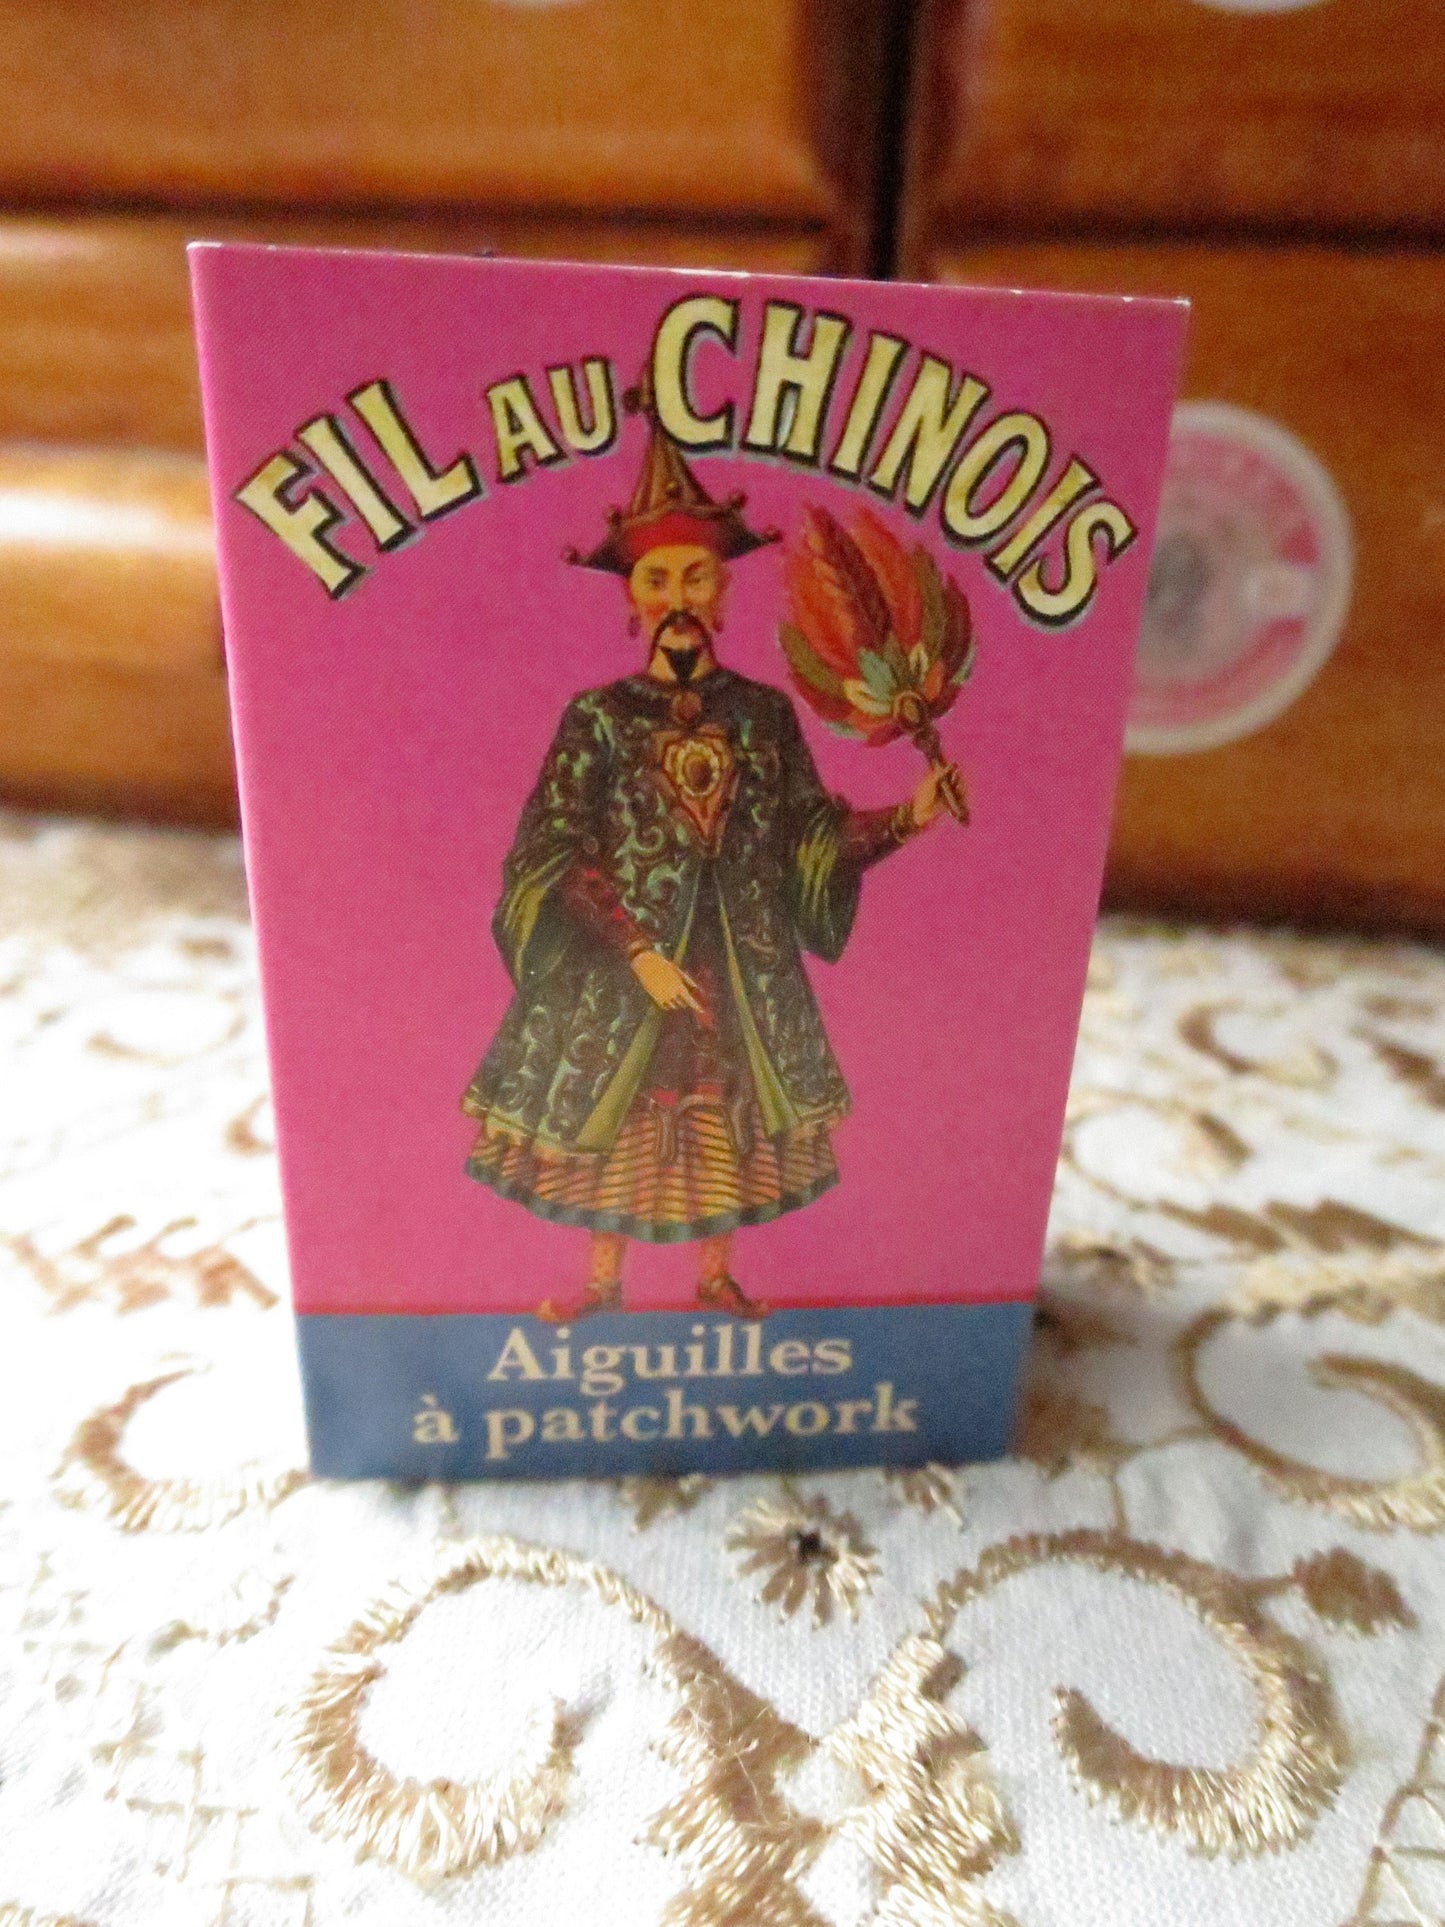 FIL AU CHINOIS
Aiguilles
à patchwork